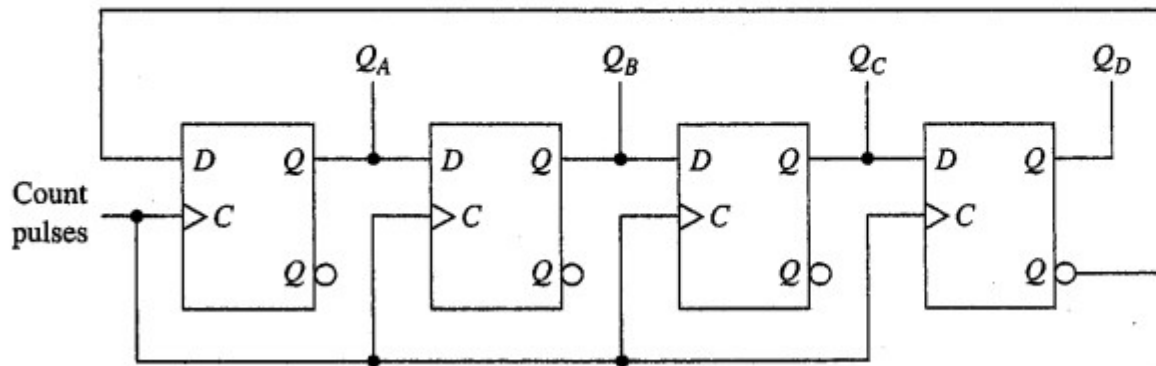 Q_A Q_B Q_C Q_D
D Q D Q D Q D Q
Count
pulses
C C C C
Q Q Q Q